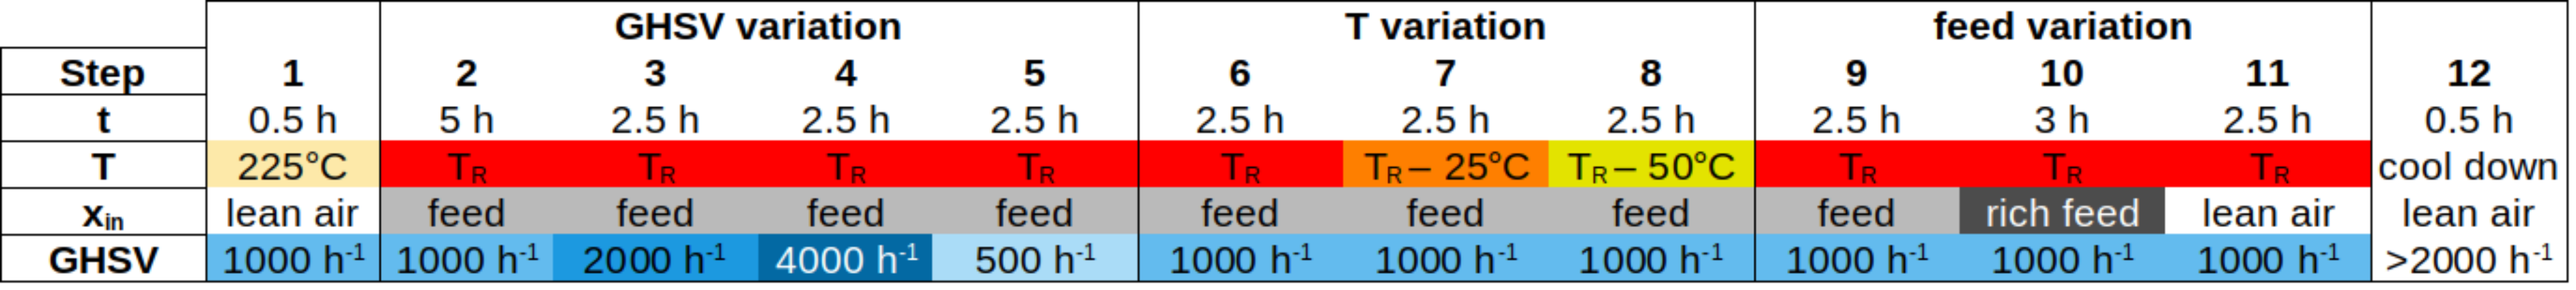 GHSV variation T variation feed variation
Step 1 2 3 4 5 6 7 8 9 10 11 12
t 0.5 h 5 h 2.5 h 2.5 h 2.5 h 2.5 h 2.5 h 2.5 h 2.5 h 3 h 2.5 h 0.5 h
T 225°C TR TR TR TR TR TR – 25°C TR – 50°C TR TR TR cool down
xin lean air feed feed feed feed feed feed feed feed rich feed lean air lean air
GHSV 1000 h-1 1000 h-1 2000 h-1 4000 h-1 500 h-1 1000 h-1 1000 h-1 1000 h-1 1000 h-1 1000 h-1 1000 h-1 >2000 h-1